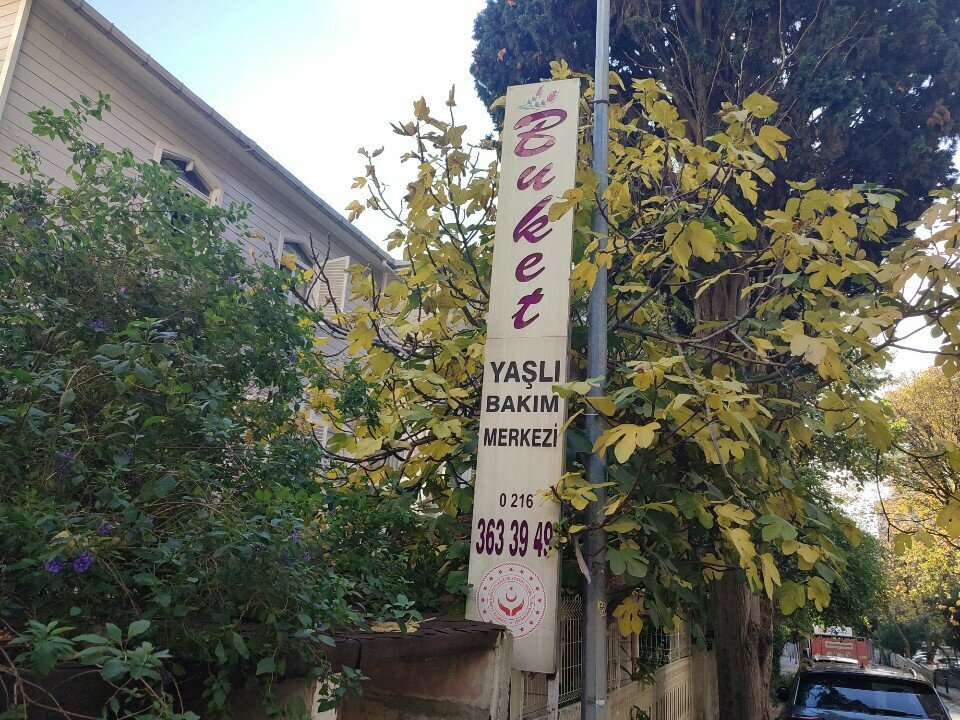 Buket
YAŞLI
BAKIM
MERKEZİ
0 216
363 39 49